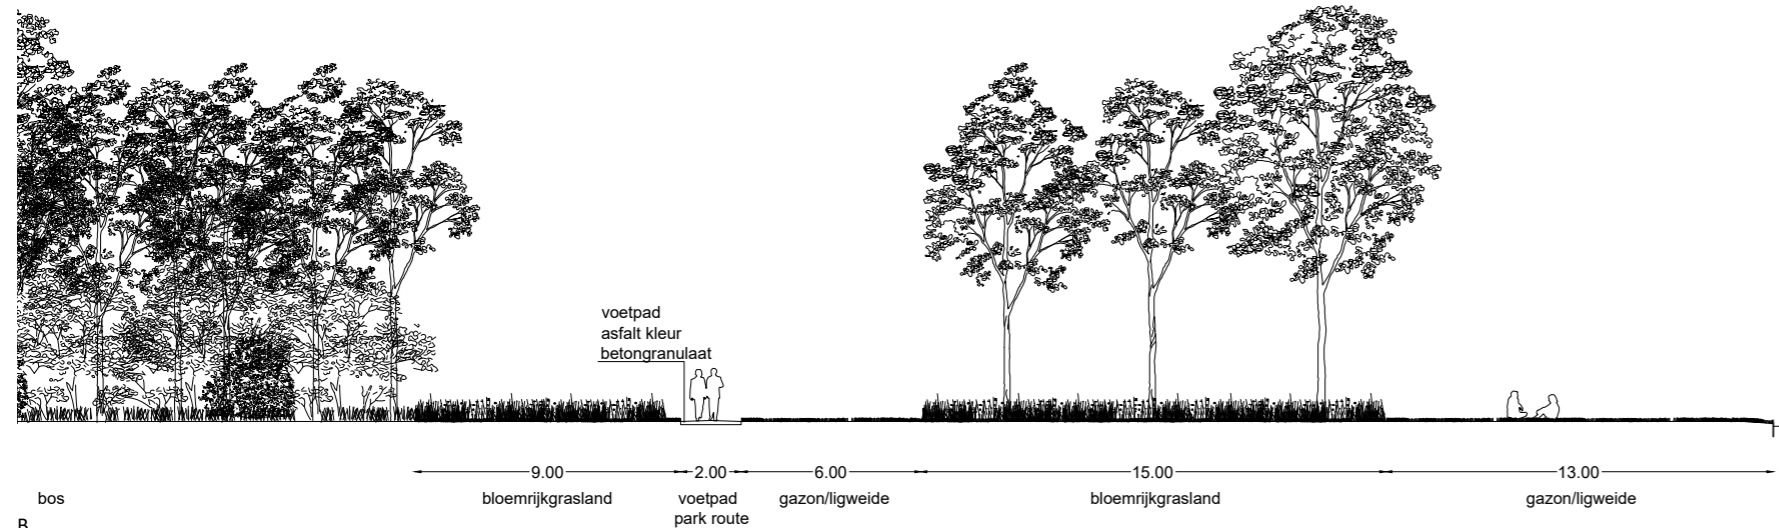 voetpad
asfalt kleur
betongranulaat
9.00
2.00
6.00
15.00
13.00
bos
bloemrijkgrasland
voetpad
park route
gazon/ligweide
bloemrijkgrasland
gazon/ligweide
B